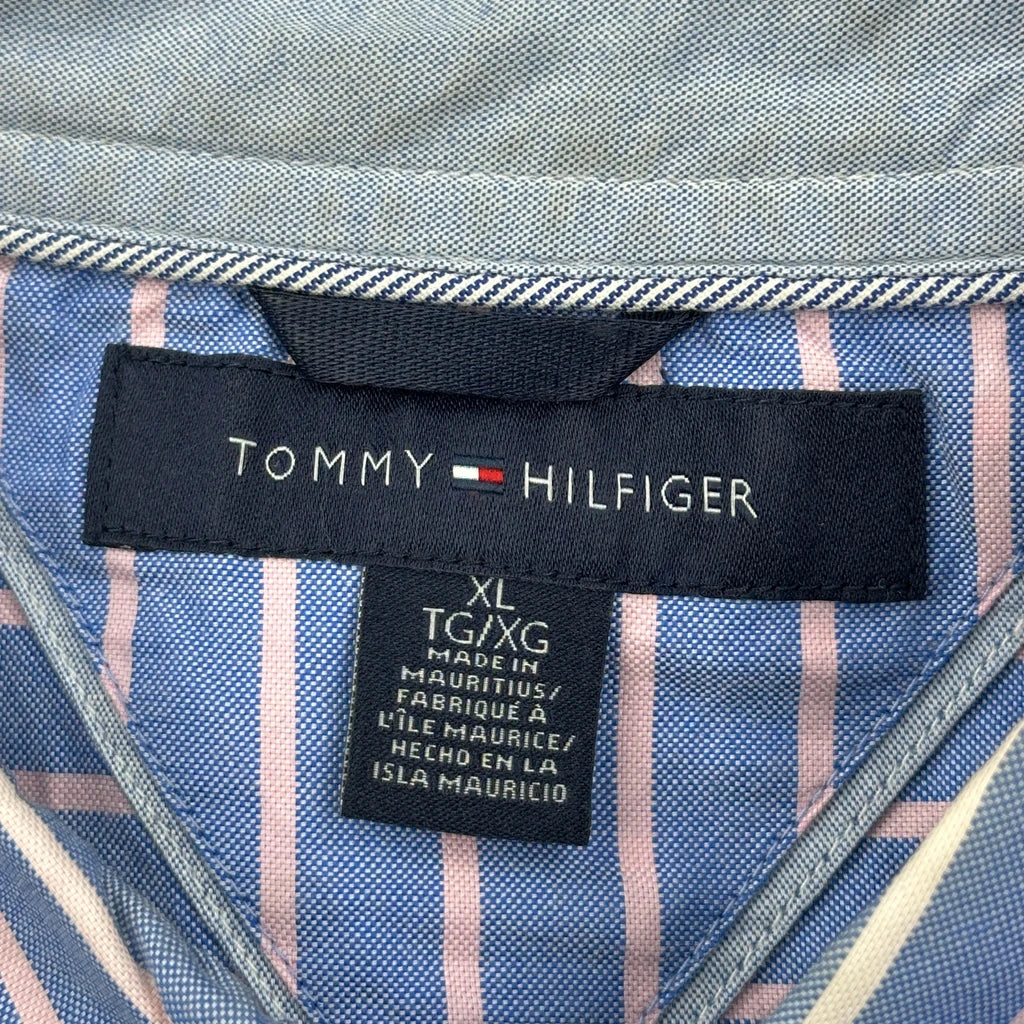 TOMMY HILFIGER
XL
TG/XG
MADE IN
MAURITIUS/
FABRIQUÉ À
L'ÎLE MAURICE/
HECHO EN LA
ISLA MAURICIO